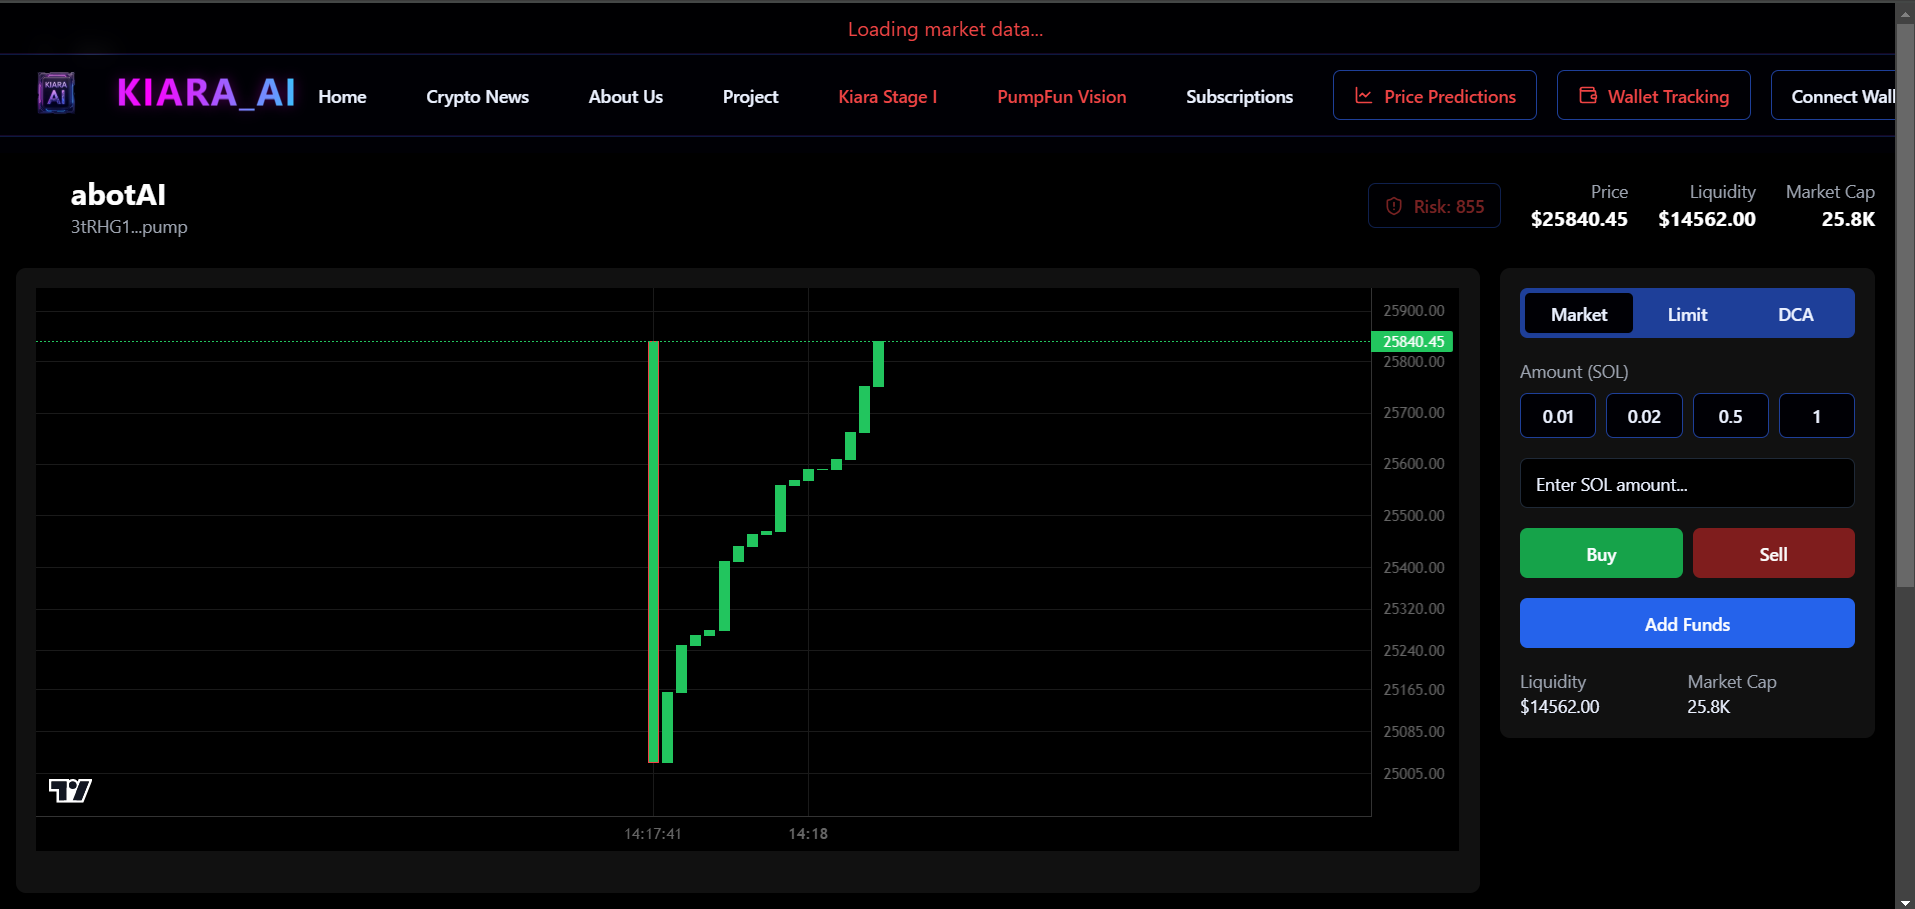 Loading market data...
KIARA AI
KIARA_AI
Home
Crypto News
About Us
Project
Kiara Stage I
PumpFun Vision
Subscriptions
Price Predictions
Wallet Tracking
Connect Wall
abotAI
3tRHG1...pump
Risk: 855
Price
$25840.45
Liquidity
$14562.00
Market Cap
25.8K
25900.00
25840.45
25800.00
25700.00
25600.00
25500.00
25400.00
25320.00
25240.00
25165.00
25085.00
25005.00
14:17:41
14:18
Market
Limit
DCA
Amount (SOL)
0.01
0.02
0.5
1
Enter SOL amount...
Buy
Sell
Add Funds
Liquidity
$14562.00
Market Cap
25.8K